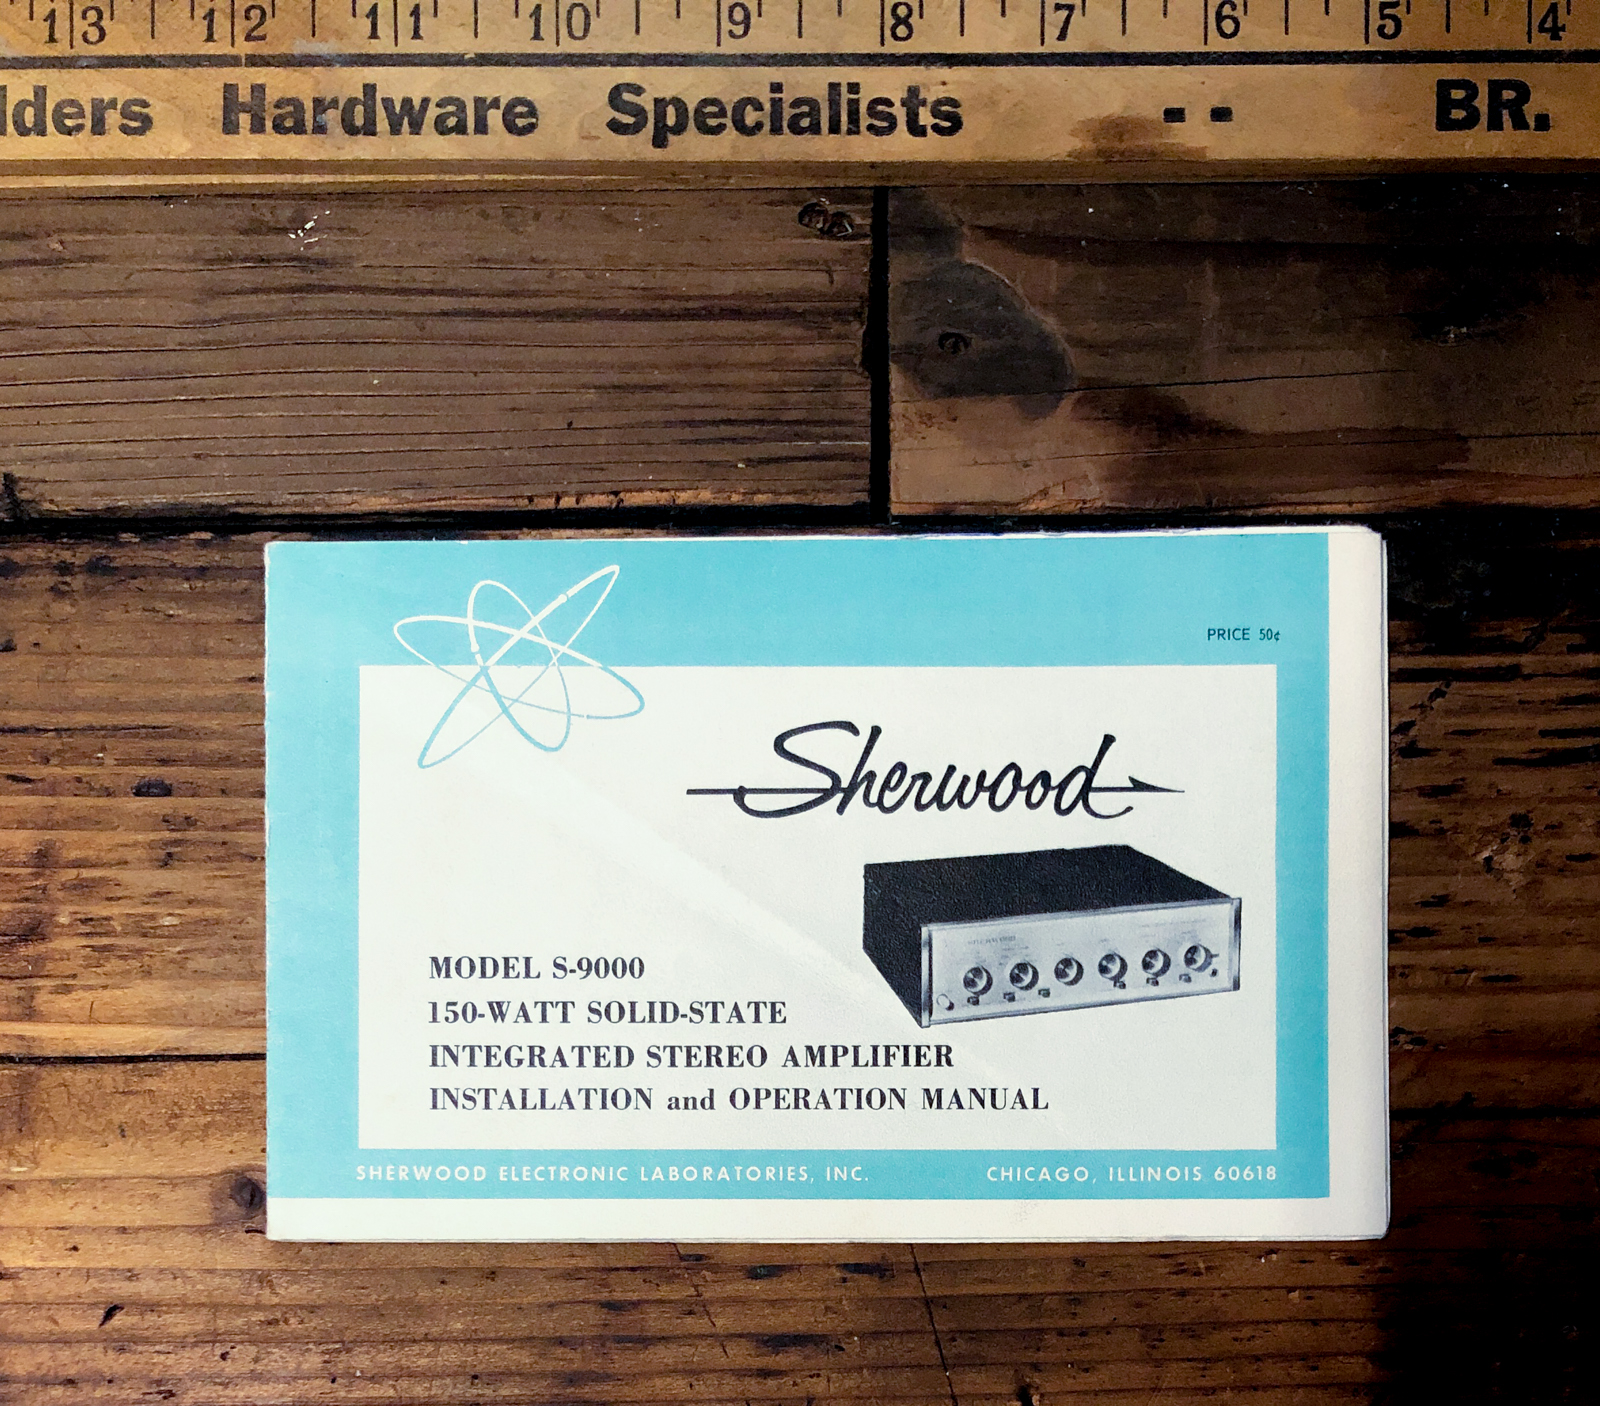 13 12 11 10 9 8 7 6 5 4
lders Hardware Specialists -- BR.
PRICE 50¢
Sherwood
MODEL S-9000
150-WATT SOLID-STATE
INTEGRATED STEREO AMPLIFIER
INSTALLATION and OPERATION MANUAL
SHERWOOD ELECTRONIC LABORATORIES, INC. CHICAGO, ILLINOIS 60618